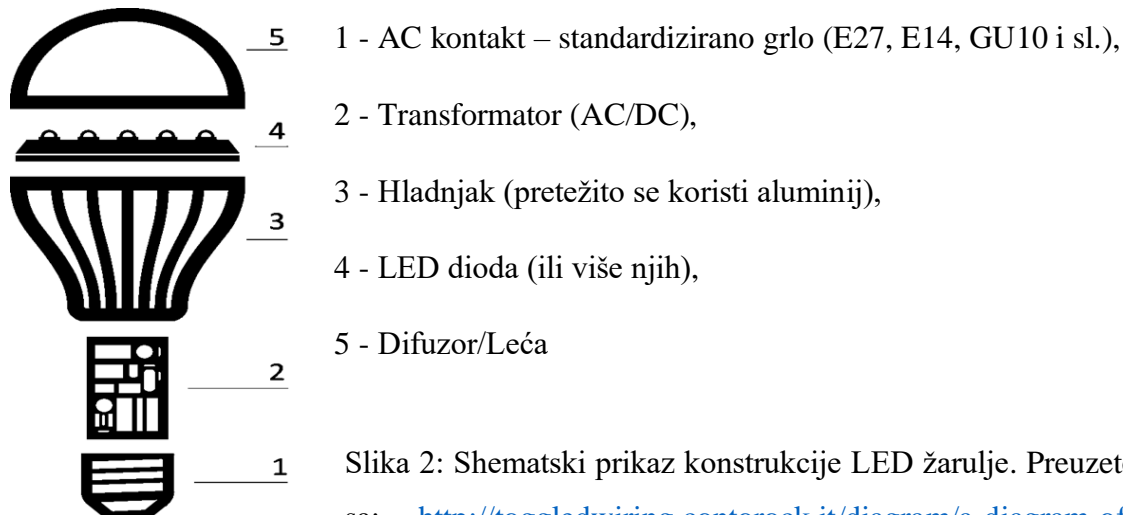 5
1 - AC kontakt – standardizirano grlo (E27, E14, GU10 i sl.),
4
2 - Transformator (AC/DC),
3
3 - Hladnjak (pretežito se koristi aluminij),
4 - LED dioda (ili više njih),
5 - Difuzor/Leća
2
1
Slika 2: Shematski prikaz konstrukcije LED žarulje.